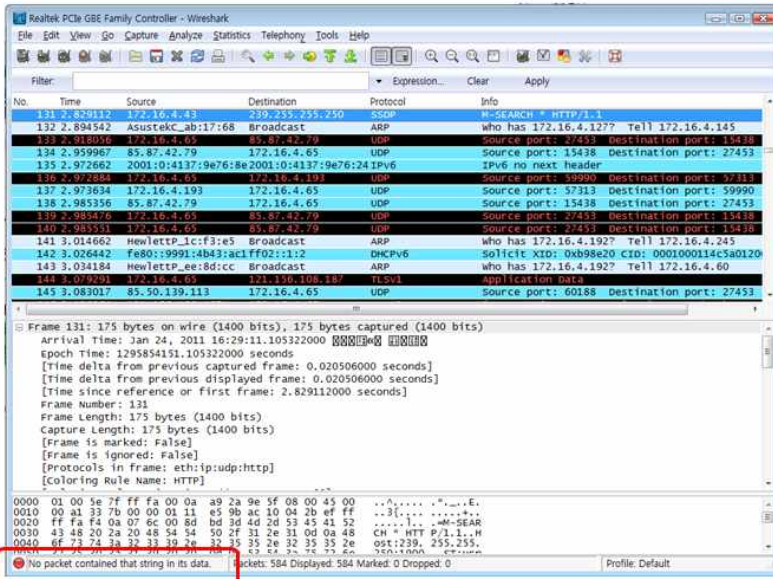 Realtek PCIe GBE Family Controller - Wireshark
File Edit View Go Capture Analyze Statistics Telephony Tools Help
Filter: Expression... Clear Apply
No. Time Source Destination Protocol Info
131 2.829112 172.16.4.43 239.255.255.250 SSDP M-SEARCH * HTTP/1.1
132 2.894542 AsustekC_ab:17:68 Broadcast ARP who has 172.16.4.127? Tell 172.16.4.145
133 2.918056 172.16.4.65 85.87.42.79 UDP Source port: 27453 Destination port: 15438
134 2.959967 85.87.42.79 172.16.4.65 UDP Source port: 15438 Destination port: 27453
135 2.972662 2001:0:4137:9e76:8e 2001:0:4137:9e76:24 IPv6 IPv6 no next header
136 2.972884 172.16.4.65 172.16.4.193 UDP Source port: 59990 Destination port: 57313
137 2.973634 172.16.4.193 172.16.4.65 UDP Source port: 57313 Destination port: 59990
138 2.985356 85.87.42.79 172.16.4.65 UDP Source port: 15438 Destination port: 27453
139 2.985476 172.16.4.65 85.87.42.79 UDP Source port: 27453 Destination port: 15438
140 2.985551 172.16.4.65 85.87.42.79 UDP Source port: 27453 Destination port: 15438
141 3.014662 HewlettP_1c:f3:e5 Broadcast ARP who has 172.16.4.192? Tell 172.16.4.245
142 3.026442 fe80::9991:4b43:ac1 ff02::1:2 DHCPv6 Solicit XID: 0xb98e20 CID: 0001000114c5a0120
143 3.034184 HewlettP_ee:8d:cc Broadcast ARP who has 172.16.4.192? Tell 172.16.4.60
144 3.079291 172.16.4.65 121.156.108.187 TLSv1 Application Data
145 3.083017 85.50.139.113 172.16.4.65 UDP Source port: 60188 Destination port: 27453
Frame 131: 175 bytes on wire (1400 bits), 175 bytes captured (1400 bits)
Arrival Time: Jan 24, 2011 16:29:11.105322000
Epoch Time: 1295854151.105322000 seconds
[Time delta from previous captured frame: 0.020506000 seconds]
[Time delta from previous displayed frame: 0.020506000 seconds]
[Time since reference or first frame: 2.829112000 seconds]
Frame Number: 131
Frame Length: 175 bytes (1400 bits)
Capture Length: 175 bytes (1400 bits)
[Frame is marked: False]
[Frame is ignored: False]
[Protocols in frame: eth:ip:udp:http]
[Coloring Rule Name: HTTP]
0000 01 00 5e 7f ff fa 00 0a a9 2a 9e 5f 08 00 45 00 ..^..... .*._..E.
0010 00 a1 33 7b 00 00 01 11 e5 9b ac 10 04 2b ef ff ..3{.... .....+..
0020 ff fa f4 0a 07 6c 00 8d bd 3d 4d 2d 53 45 41 52 .....l.. .=M-SEAR
0030 43 48 20 2a 20 48 54 54 50 2f 31 2e 31 0d 0a 48 CH * HTT P/1.1..H
0040 6f 73 74 3a 32 33 39 2e 32 35 35 2e 32 35 35 2e ost:239. 255.255.
No packet contained that string in its data. Packets: 584 Displayed: 584 Marked: 0 Dropped: 0 Profile: Default